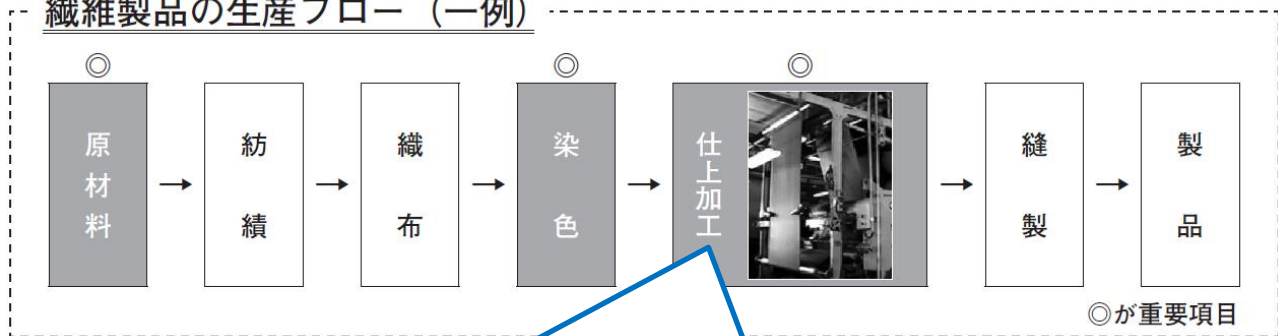 繊維製品の生産フロー（一例）
◎ ◎ ◎
原材料 → 紡績 → 織布 → 染色 → 仕上加工 → 縫製 → 製品
◎が重要項目